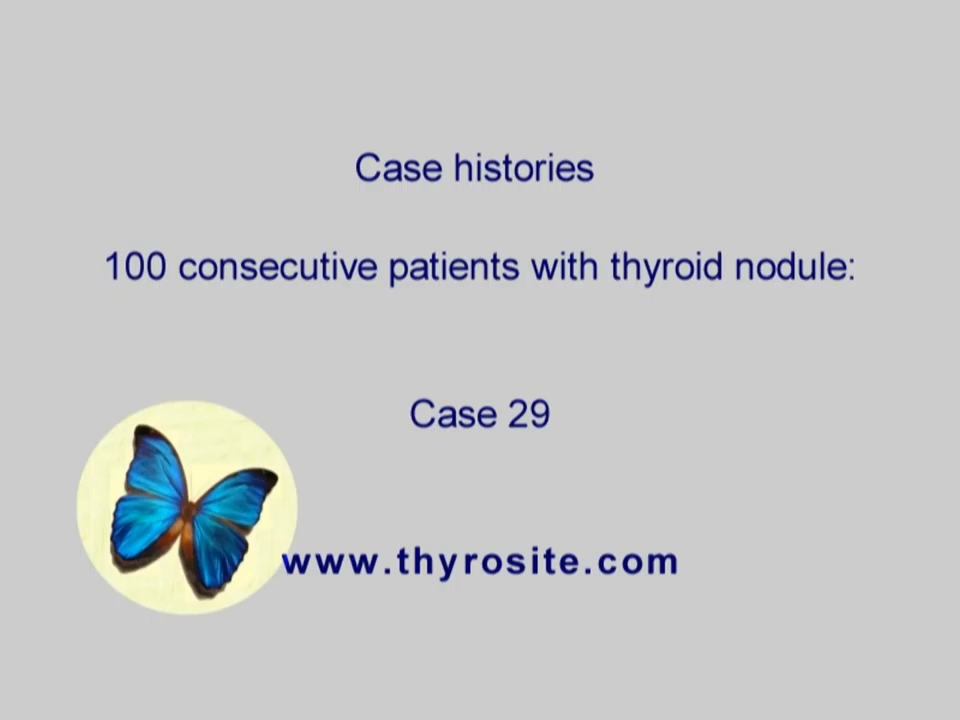 Case histories
100 consecutive patients with thyroid nodule:
Case 29
www.thyrosite.com